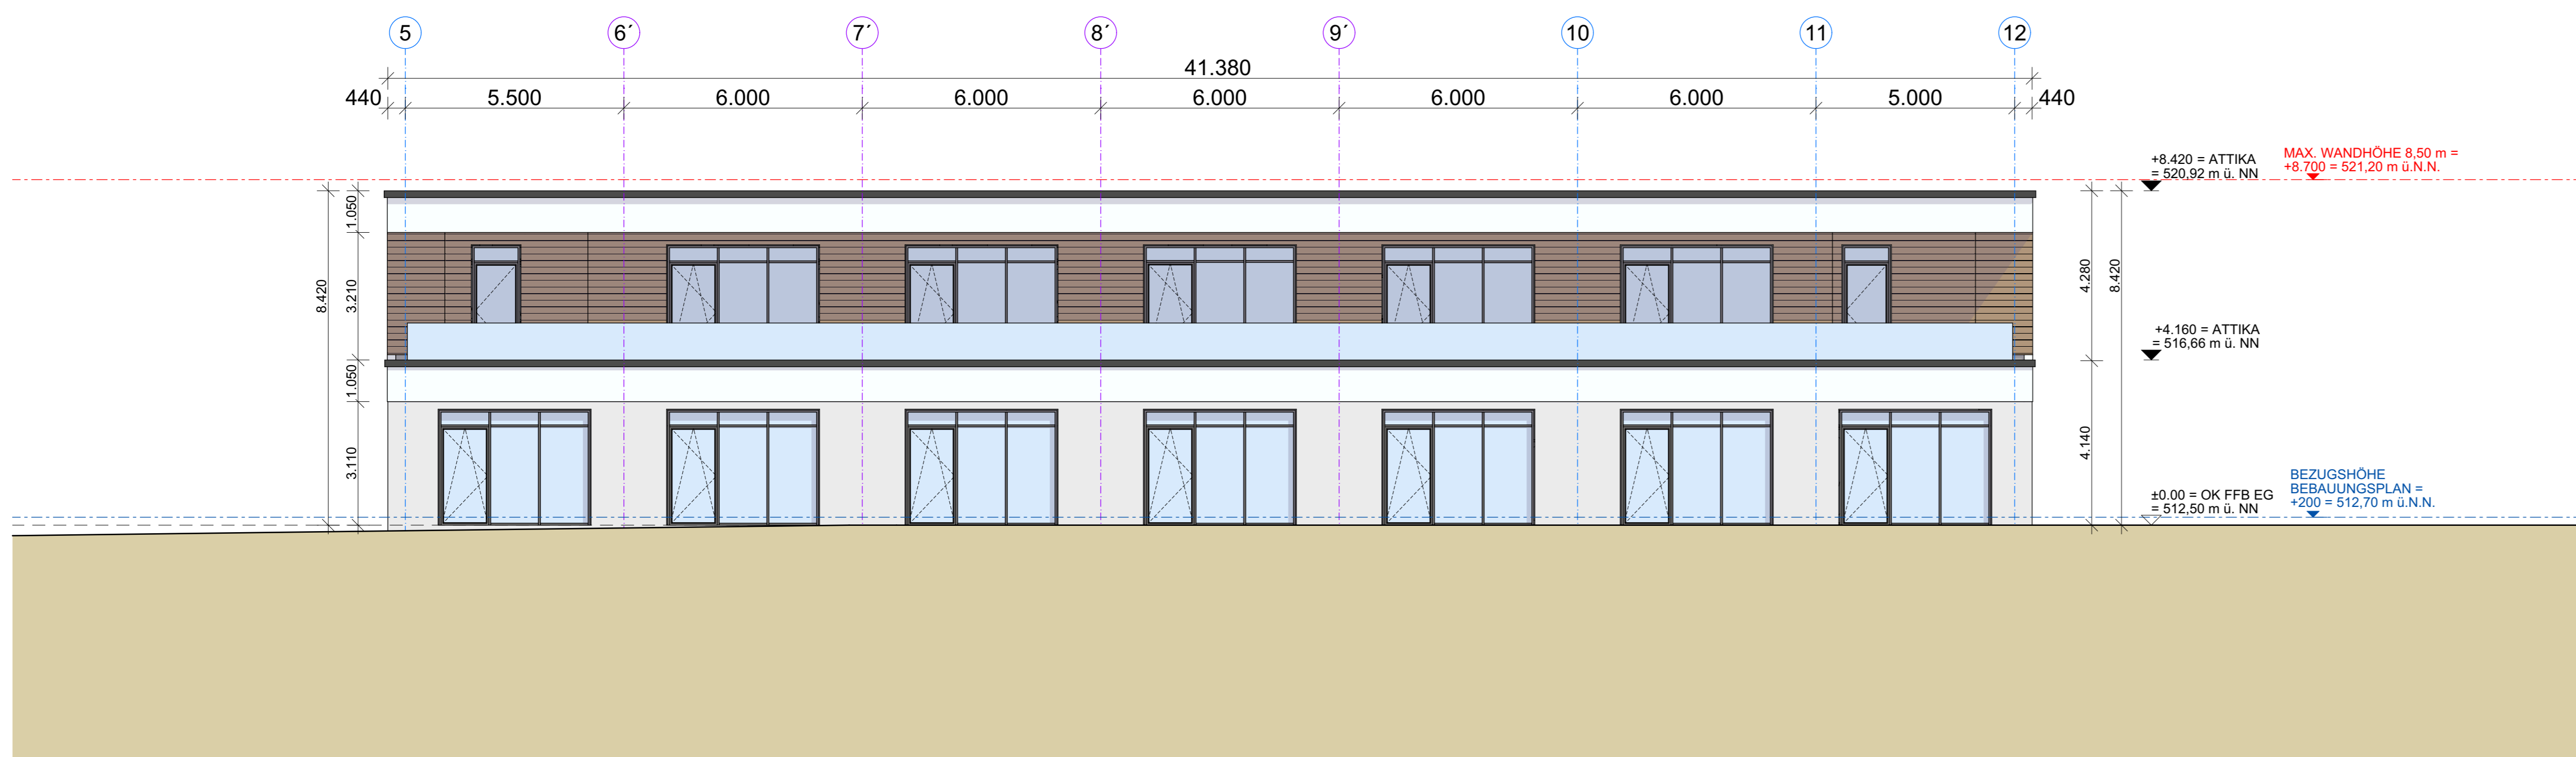 5 6´ 7´ 8´ 9´ 10 11 12
41.380
440 5.500 6.000 6.000 6.000 6.000 6.000 5.000 440
+8.420 = ATTIKA
= 520,92 m ü. NN
MAX. WANDHÖHE 8,50 m =
+8.700 = 521,20 m ü.N.N.
8.420
1.050
3.210
1.050
3.110
4.280
4.140
8.420
+4.160 = ATTIKA
= 516,66 m ü. NN
±0.00 = OK FFB EG
= 512,50 m ü. NN
BEZUGSHÖHE
BEBAUUNGSPLAN =
+200 = 512,70 m ü.N.N.